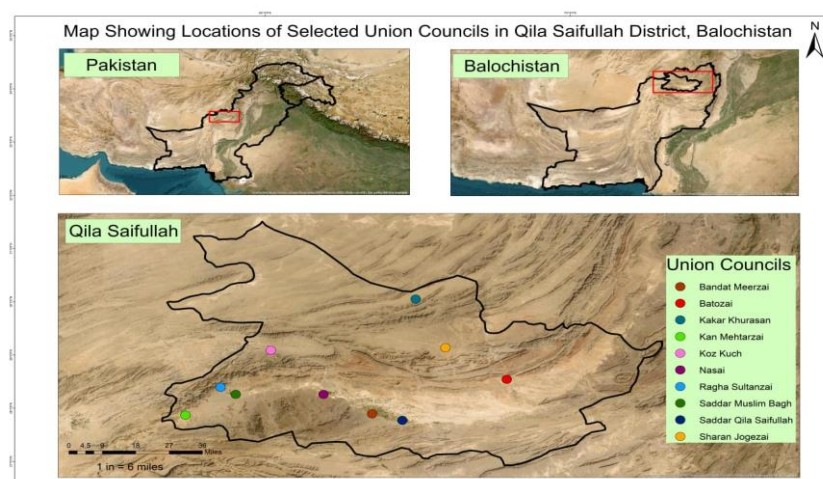 Map Showing Locations of Selected Union Councils in Qila Saifullah District, Balochistan
N
Pakistan
Balochistan
Qila Saifullah
Union Councils
Bandat Meerzai
Batozai
Kakar Khurasan
Kan Mehtarzai
Koz Kuch
Nasai
Ragha Sultanzai
Saddar Muslim Bagh
Saddar Qila Saifullah
Sharan Jogezai
0 4.5 9 18 27 36
Miles
1 in = 6 miles